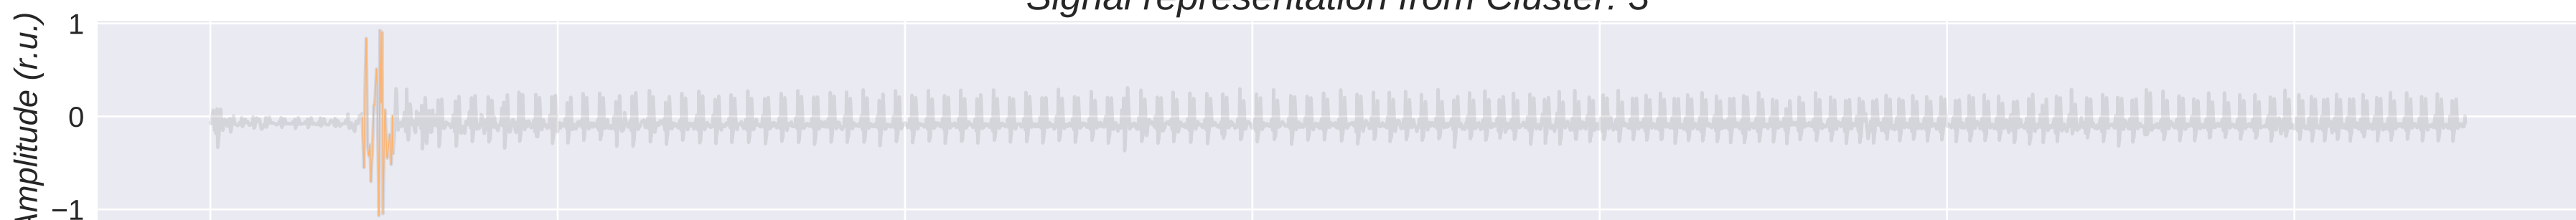 Signal representation from Cluster: 3
Amplitude (r.u.)
1
0
−1